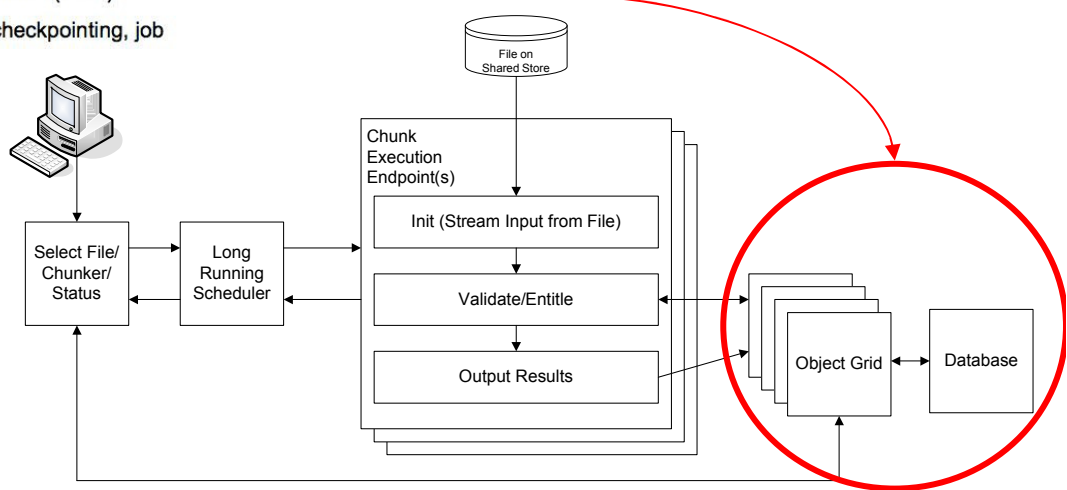 checkpointing, job
File on
Shared Store
Chunk
Execution
Endpoint(s)
Init (Stream Input from File)
Select File/
Chunker/
Status
Long
Running
Scheduler
Validate/Entitle
Output Results
Object Grid
Database